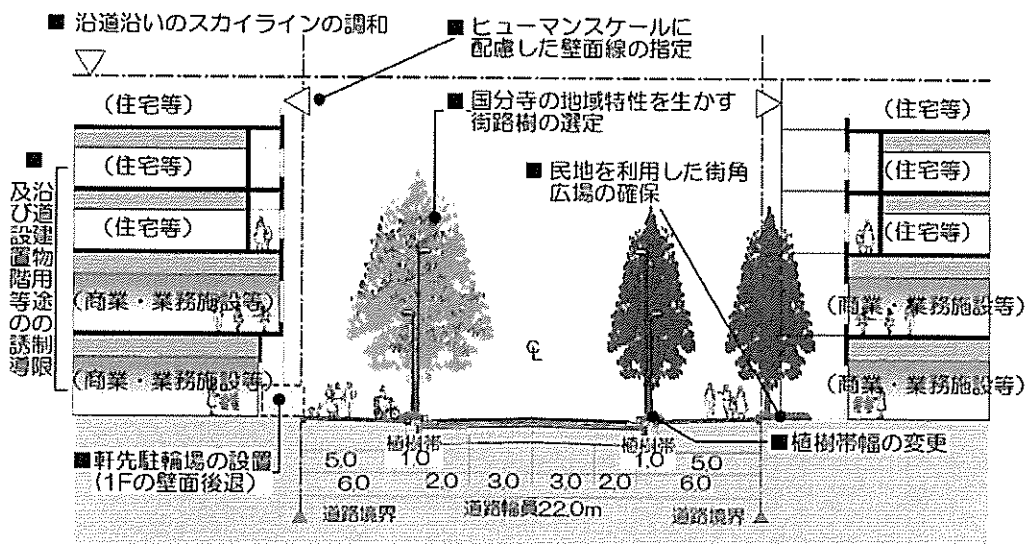 ■ 沿道沿いのスカイラインの調和
■ ヒューマンスケールに
配慮した壁面線の指定
(住宅等)
(住宅等)
■ 国分寺の地域特性を生かす
街路樹の選定
■
沿道建物用途の制限
及び設置階等の誘導
(住宅等)
(住宅等)
■ 民地を利用した街角
広場の確保
(住宅等)
(住宅等)
(商業・業務施設等)
(商業・業務施設等)
℄
(商業・業務施設等)
(商業・業務施設等)
植樹帯
植樹帯
■植樹帯幅の変更
■軒先駐輪場の設置
(1Fの壁面後退)
5.0 1.0 1.0 5.0
6.0 2.0 3.0 3.0 2.0 6.0
道路境界 道路幅員22.0m 道路境界